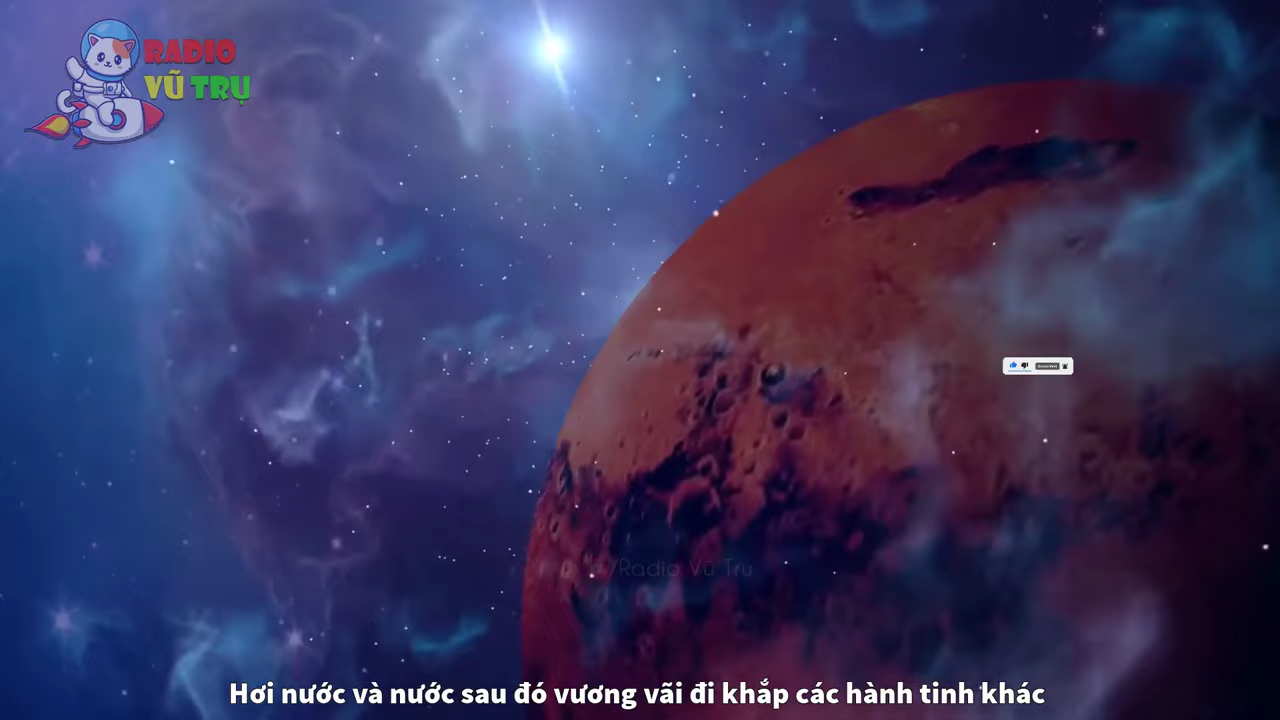 RADIO
VŨ TRỤ
/Radio Vũ Trụ
Hơi nước và nước sau đó vương vãi đi khắp các hành tinh khác